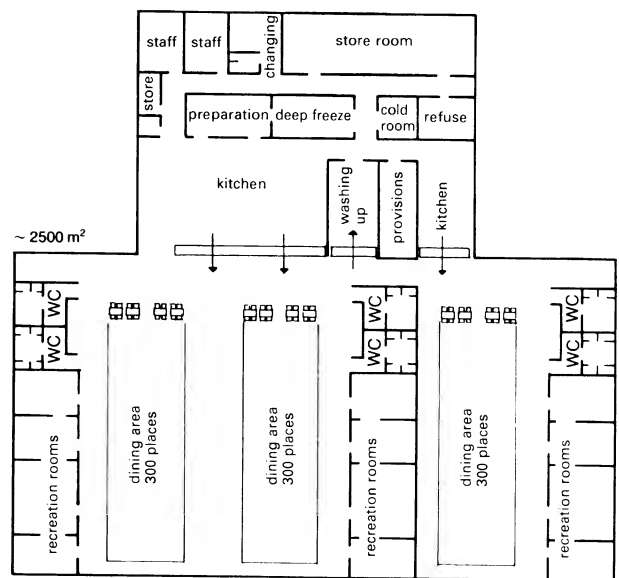 staff
staff
changing
store room
store
preparation
deep freeze
cold
room
refuse
kitchen
washing
up
provisions
kitchen
~ 2500 m²
WC
WC
WC
WC
WC
WC
dining area
300 places
dining area
300 places
dining area
300 places
recreation rooms
recreation rooms
recreation rooms